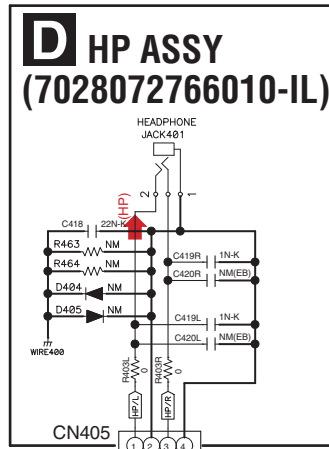 D HP ASSY
(7028072766010-IL)
HEADPHONE
JACK401
2 1
(HP)
C418 22N-K
R463 NM
R464 NM
D404 NM
D405 NM
WIRE400
C419R 1N-K
C420R NM(EB)
C419L 1N-K
C420L NM(EB)
R403L 0
R403R 0
HP/L
HP/R
CN405
1 2 3 4